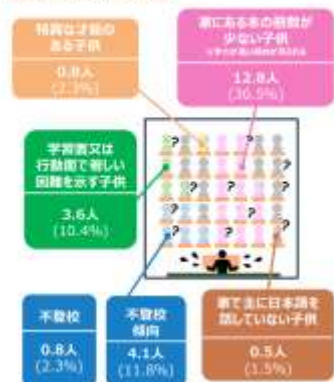 特異な才能の
ある子供
0.8人
(2.3%)
家にある本の冊数が
少ない子供
12.8人
(36.5%)
学習面又は
行動面で著しい
困難を示す子供
3.6人
(10.4%)
?
?
?
?
?
?
?
?
?
?
不登校
0.8人
(2.3%)
不登校
傾向
4.1人
(11.8%)
家で主に日本語を
話していない子供
0.5人
(1.5%)